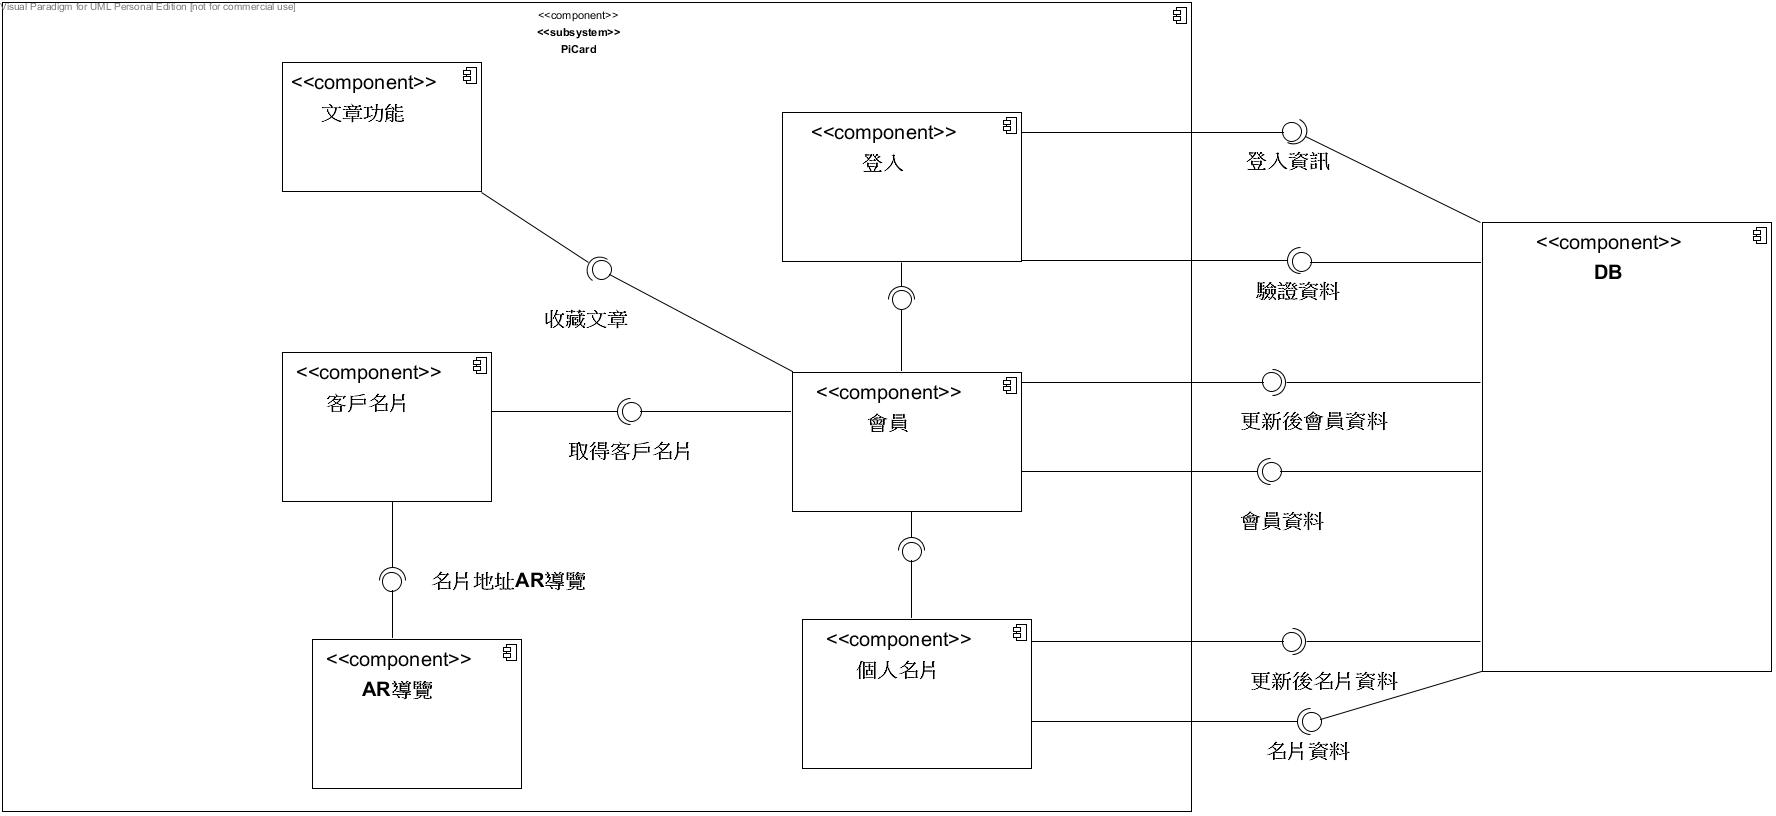 Visual Paradigm for UML Personal Edition [not for commercial use]
<<component>>
<<subsystem>>
PiCard
<<component>>
文章功能
<<component>>
登入
登入資訊
<<component>>
DB
驗證資料
收藏文章
<<component>>
客戶名片
<<component>>
會員
更新後會員資料
取得客戶名片
會員資料
名片地址AR導覽
<<component>>
個人名片
<<component>>
AR導覽
更新後名片資料
名片資料